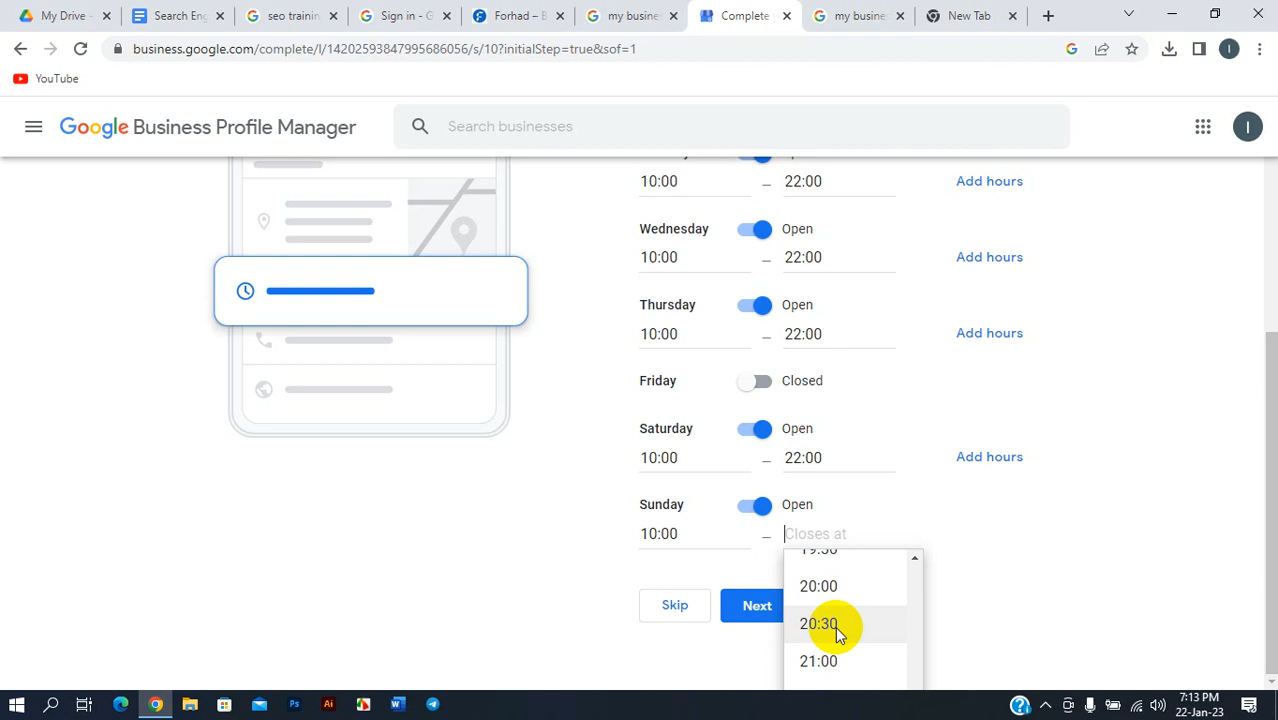 My Drive
Search Eng
seo training
Sign in - G
Forhad – B
my busine
Complete
my busine
New Tab
business.google.com/complete/l/14202593847995686056/s/10?initialStep=true&sof=1
I
YouTube
Google Business Profile Manager
Search businesses
I
10:00 – 22:00 Add hours
Wednesday Open
10:00 – 22:00 Add hours
Thursday Open
10:00 – 22:00 Add hours
Friday Closed
Saturday Open
10:00 – 22:00 Add hours
Sunday Open
10:00 – Closes at
19:30
20:00
Skip Next
20:30
21:00
7:13 PM
22-Jan-23